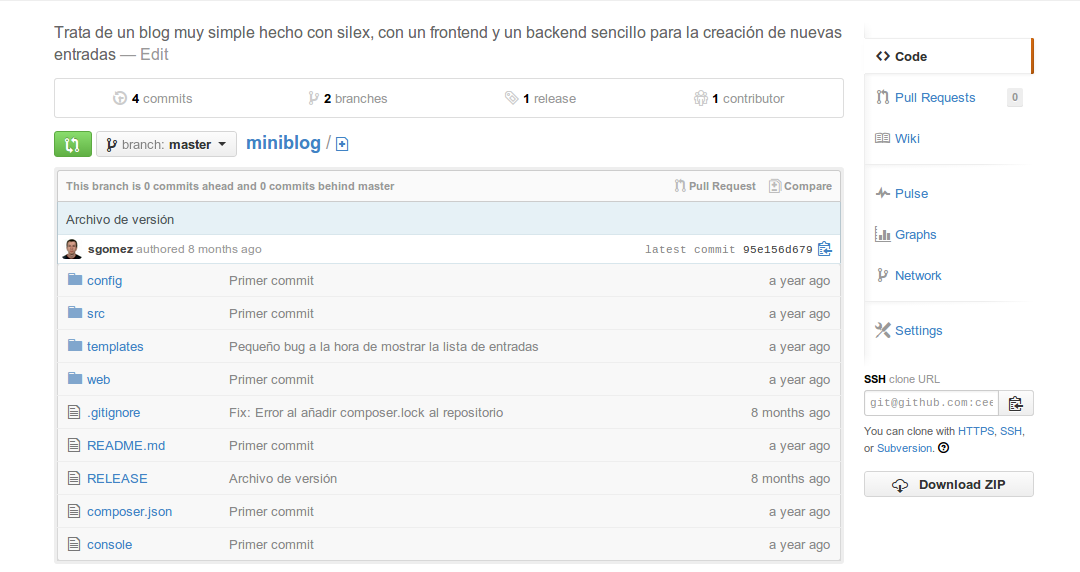 Trata de un blog muy simple hecho con silex, con un frontend y un backend sencillo para la creación de nuevas
entradas — Edit
4 commits 2 branches 1 release 1 contributor
branch: master miniblog /
This branch is 0 commits ahead and 0 commits behind master Pull Request Compare
Archivo de versión
sgomez authored 8 months ago latest commit 95e156d679
config Primer commit a year ago
src Primer commit a year ago
templates Pequeño bug a la hora de mostrar la lista de entradas a year ago
web Primer commit a year ago
.gitignore Fix: Error al añadir composer.lock al repositorio 8 months ago
README.md Primer commit a year ago
RELEASE Archivo de versión 8 months ago
composer.json Primer commit a year ago
console Primer commit a year ago
Code
Pull Requests 0
Wiki
Pulse
Graphs
Network
Settings
SSH clone URL
git@github.com:cee
You can clone with HTTPS, SSH,
or Subversion.
Download ZIP